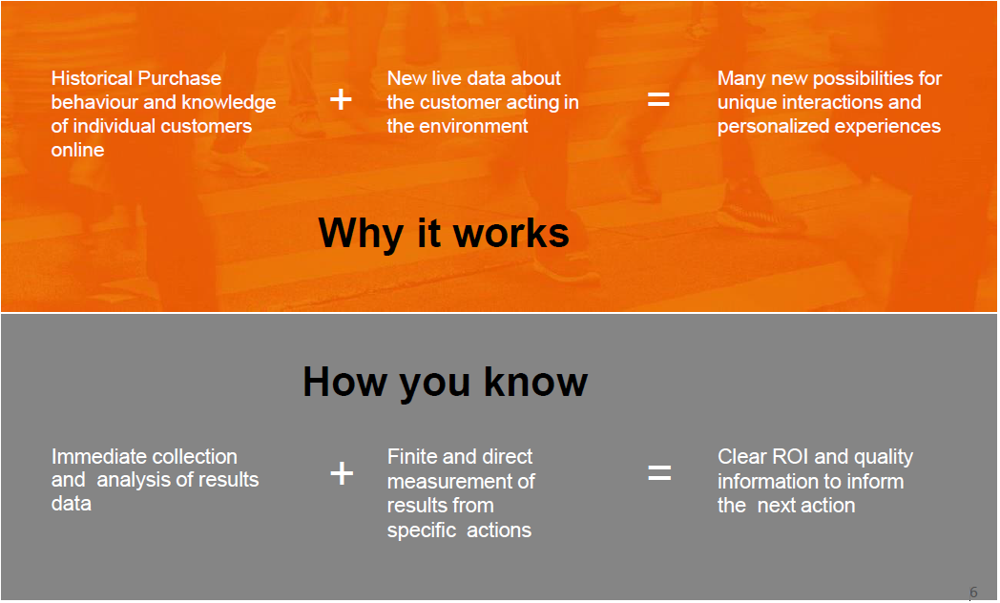 Historical Purchase
behaviour and knowledge
of individual customers
online
+
New live data about
the customer acting in
the environment
=
Many new possibilities for
unique interactions and
personalized experiences
Why it works
How you know
Immediate collection
and  analysis of results
data
+
Finite and direct
measurement of
results from
specific  actions
=
Clear ROI and quality
information to inform
the  next action
6